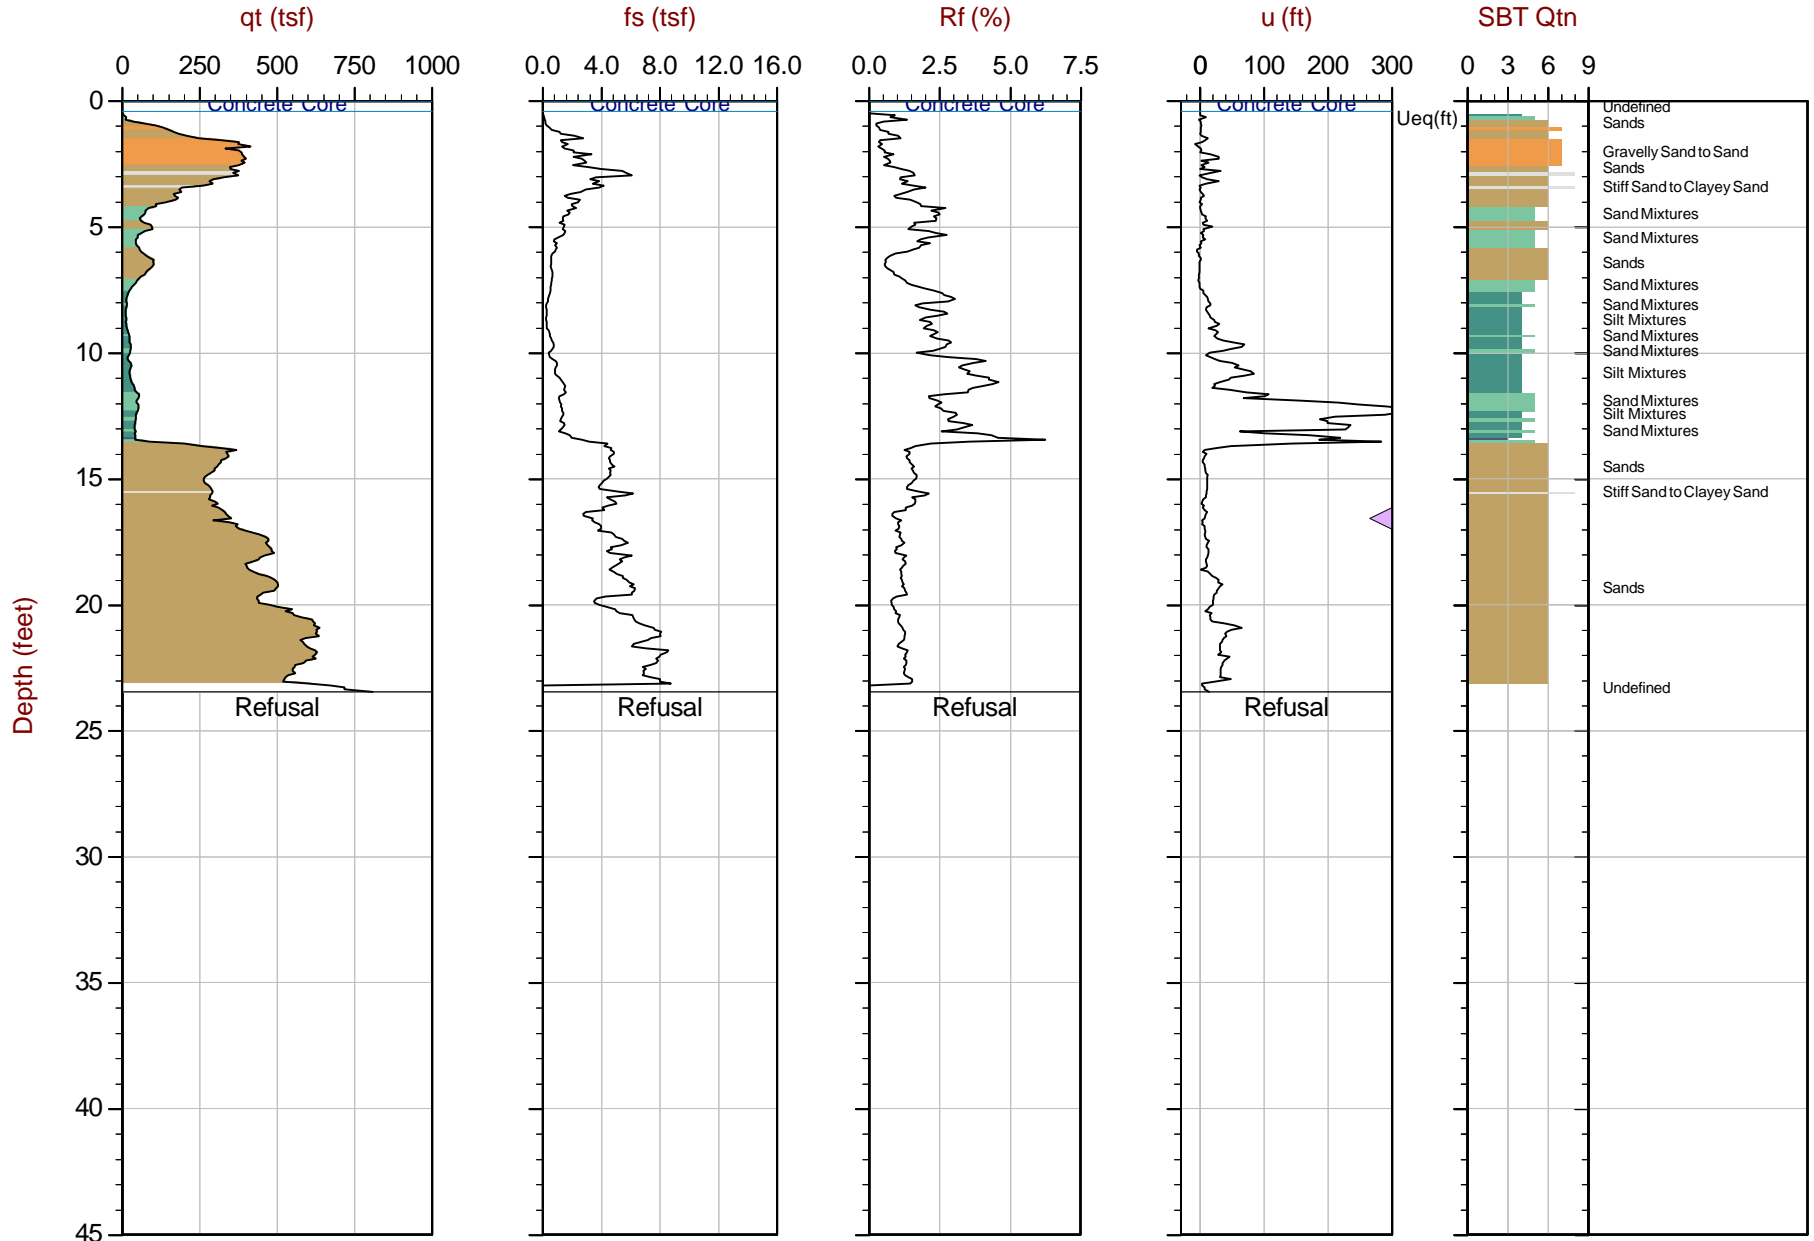 qt (tsf) fs (tsf) Rf (%) u (ft) SBT Qtn
0 250 500 750 1000 0.0 4.0 8.0 12.0 16.0 0.0 2.5 5.0 7.5 0 100 200 300 0 3 6 9
0 Concrete Core Concrete Core Concrete Core Concrete Core Undefined
Ueq(ft) Sands
Gravelly Sand to Sand
Sands
Stiff Sand to Clayey Sand
Sand Mixtures
5
Sand Mixtures
Sands
Sand Mixtures
Sand Mixtures
Silt Mixtures
Sand Mixtures
10 Sand Mixtures
Silt Mixtures
Sand Mixtures
Silt Mixtures
Sand Mixtures
Sands
15
Stiff Sand to Clayey Sand
Sands
20
Depth (feet)
Undefined
Refusal Refusal Refusal Refusal
25
30
35
40
45